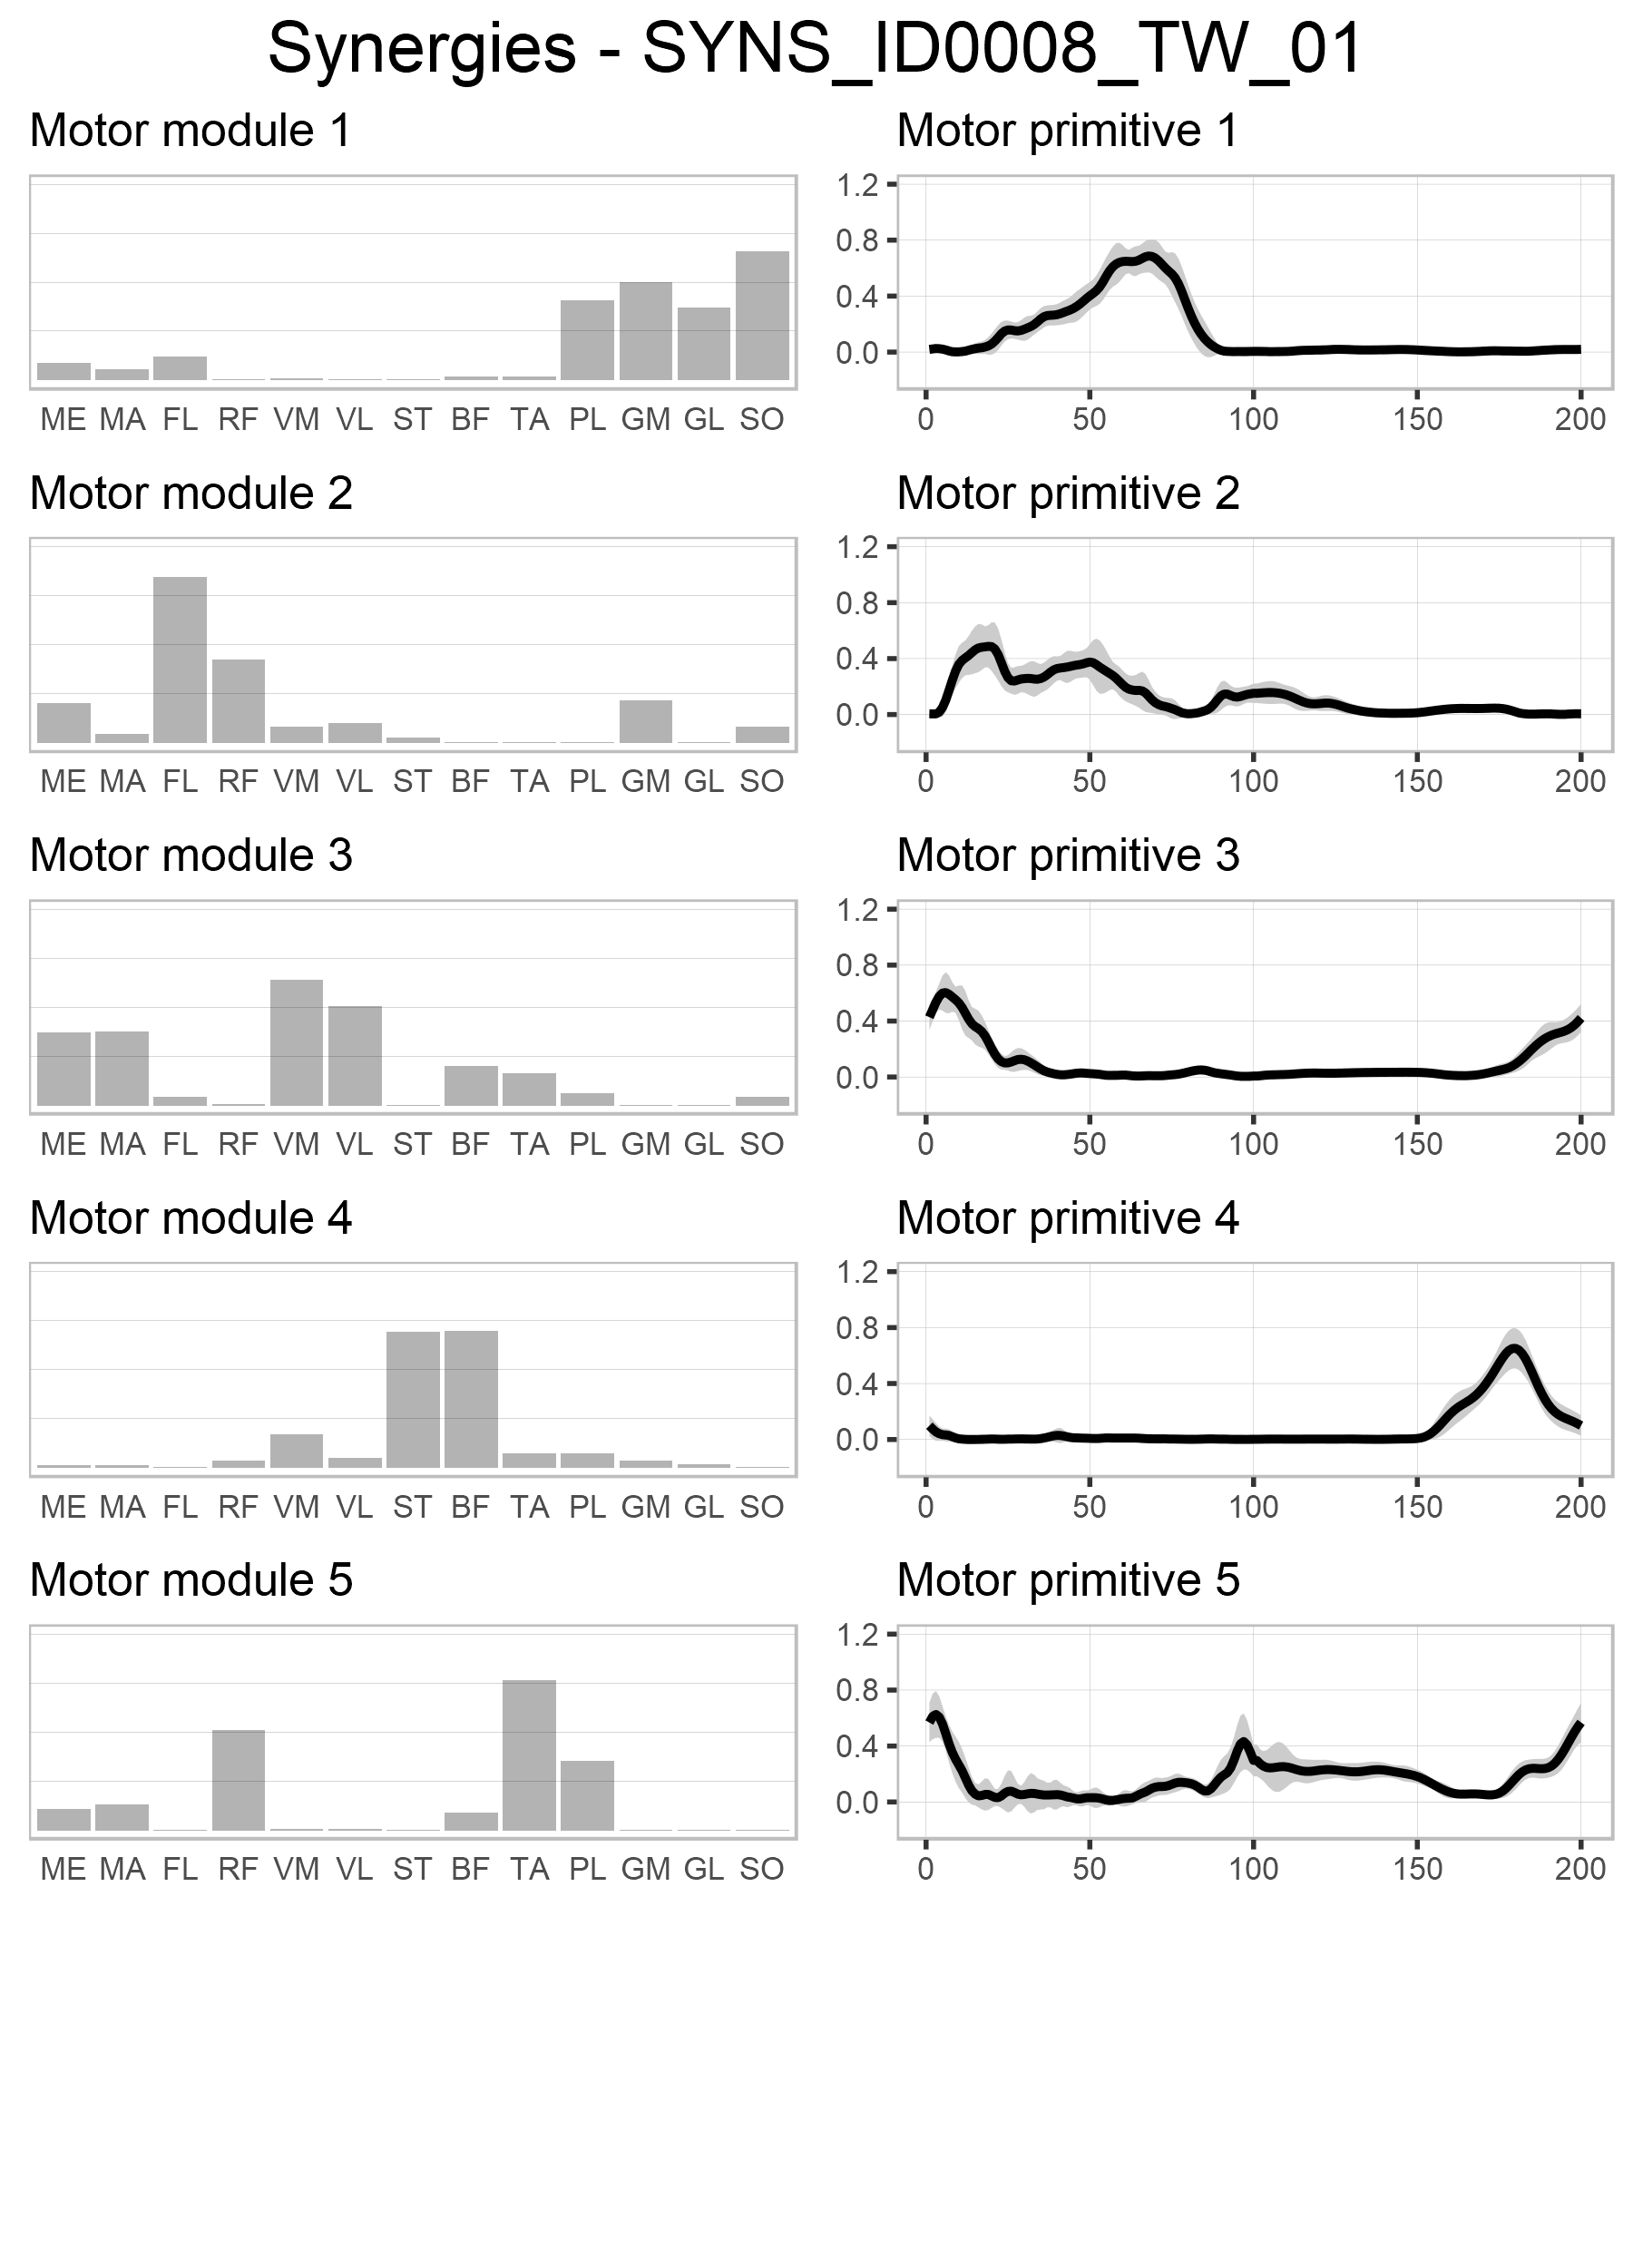 Synergies - SYNS_ID0008_TW_01
Motor module 1
Motor primitive 1
1.2
0.8
0.4
0.0
ME MA FL RF VM VL ST BF TA PL GM GL SO
0 50 100 150 200
Motor module 2
Motor primitive 2
1.2
0.8
0.4
0.0
ME MA FL RF VM VL ST BF TA PL GM GL SO
0 50 100 150 200
Motor module 3
Motor primitive 3
1.2
0.8
0.4
0.0
ME MA FL RF VM VL ST BF TA PL GM GL SO
0 50 100 150 200
Motor module 4
Motor primitive 4
1.2
0.8
0.4
0.0
ME MA FL RF VM VL ST BF TA PL GM GL SO
0 50 100 150 200
Motor module 5
Motor primitive 5
1.2
0.8
0.4
0.0
ME MA FL RF VM VL ST BF TA PL GM GL SO
0 50 100 150 200